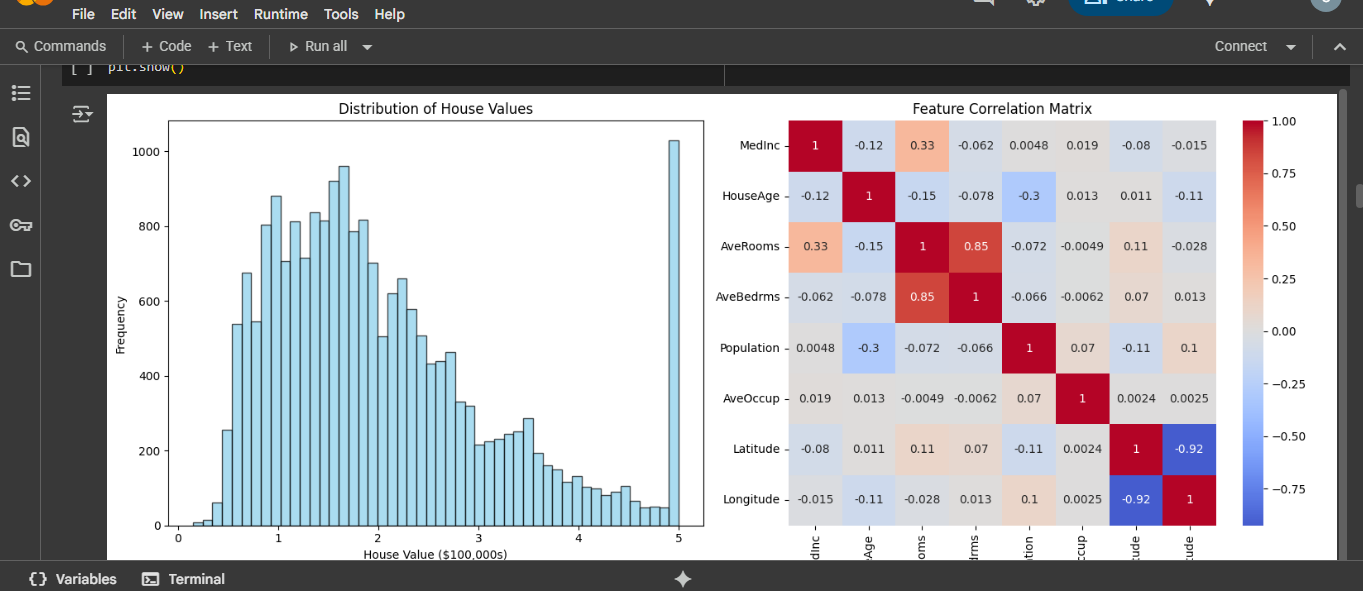 File Edit View Insert Runtime Tools Help
Commands + Code + Text Run all Connect
[ ] plt.show()
Distribution of House Values
1000
800
600
400
200
0
Frequency
0 1 2 3 4 5
House Value ($100,000s)
Feature Correlation Matrix
MedInc 1 -0.12 0.33 -0.062 0.0048 0.019 -0.08 -0.015
HouseAge -0.12 1 -0.15 -0.078 -0.3 0.013 0.011 -0.11
AveRooms 0.33 -0.15 1 0.85 -0.072 -0.0049 0.11 -0.028
AveBedrms -0.062 -0.078 0.85 1 -0.066 -0.0062 0.07 0.013
Population 0.0048 -0.3 -0.072 -0.066 1 0.07 -0.11 0.1
AveOccup 0.019 0.013 -0.0049 -0.0062 0.07 1 0.0024 0.0025
Latitude -0.08 0.011 0.11 0.07 -0.11 0.0024 1 -0.92
Longitude -0.015 -0.11 -0.028 0.013 0.1 0.0025 -0.92 1
dInc Age oms drms tion ccup tude tude
1.00
0.75
0.50
0.25
0.00
−0.25
−0.50
−0.75
{} Variables Terminal